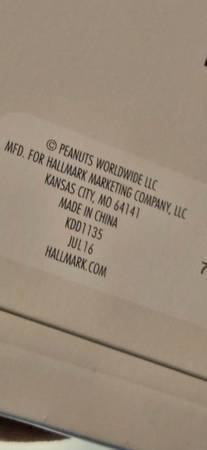 © PEANUTS WORLDWIDE LLC
MFD. FOR HALLMARK MARKETING COMPANY, LLC
KANSAS CITY, MO 64141
MADE IN CHINA
KDD1135
JUL16
HALLMARK.COM